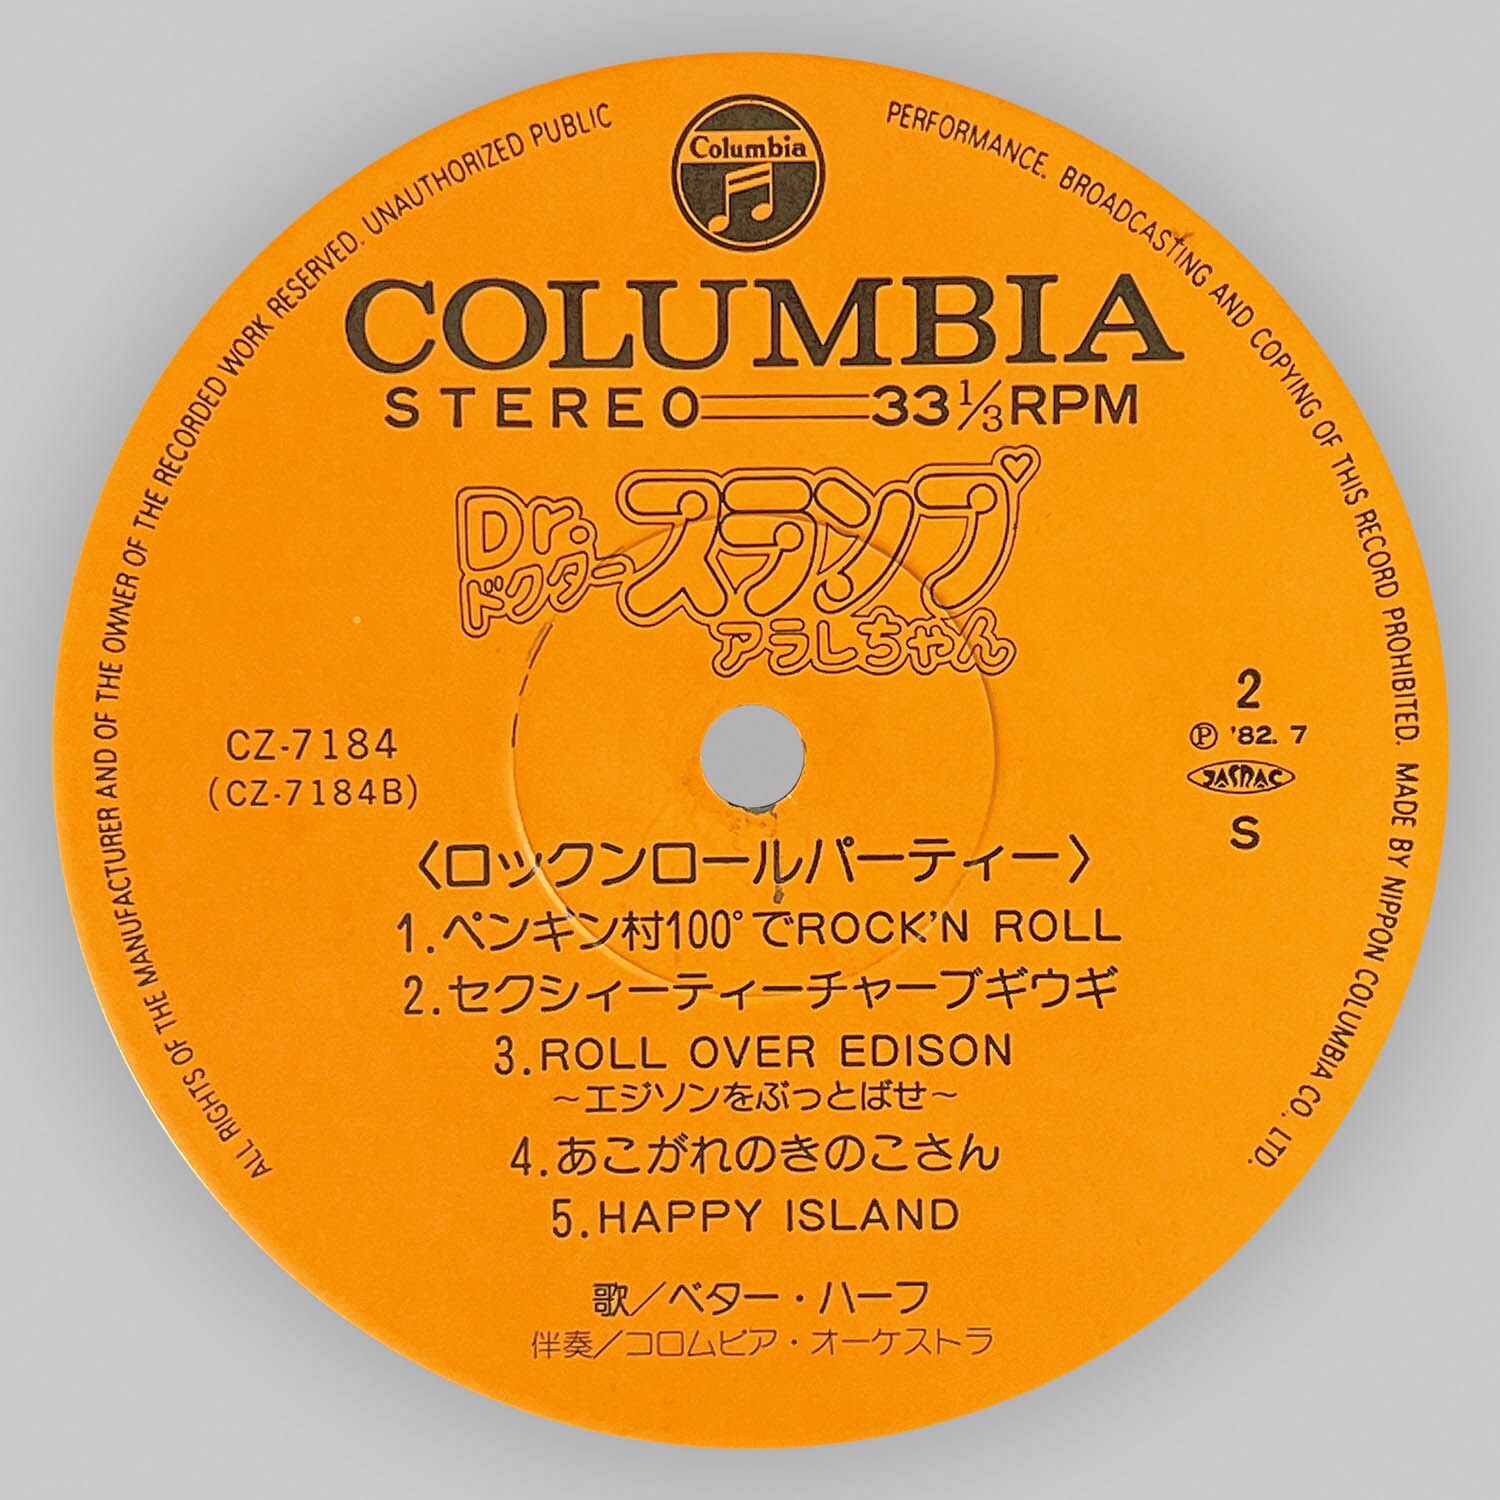 ALL RIGHTS OF THE MANUFACTURER AND OF THE OWNER OF THE RECORDED WORK RESERVED. UNAUTHORIZED PUBLIC PERFORMANCE. BROADCASTING AND COPYING OF THIS RECORD PROHIBITED. MADE BY NIPPON COLUMBIA CO., LTD.
Columbia
COLUMBIA
STEREO 33 1/3 RPM
Dr.スランプ
ドクター
アラレちゃん
CZ-7184
(CZ-7184B)
2
Ⓟ '82. 7
JASRAC
S
〈ロックンロールパーティー〉
1.ペンギン村100°でROCK'N ROLL
2.セクシィーティーチャーブギウギ
3.ROLL OVER EDISON
～エジソンをぶっとばせ～
4.あこがれのきのこさん
5.HAPPY ISLAND
歌／ベター・ハーフ
伴奏／コロムビア・オーケストラ